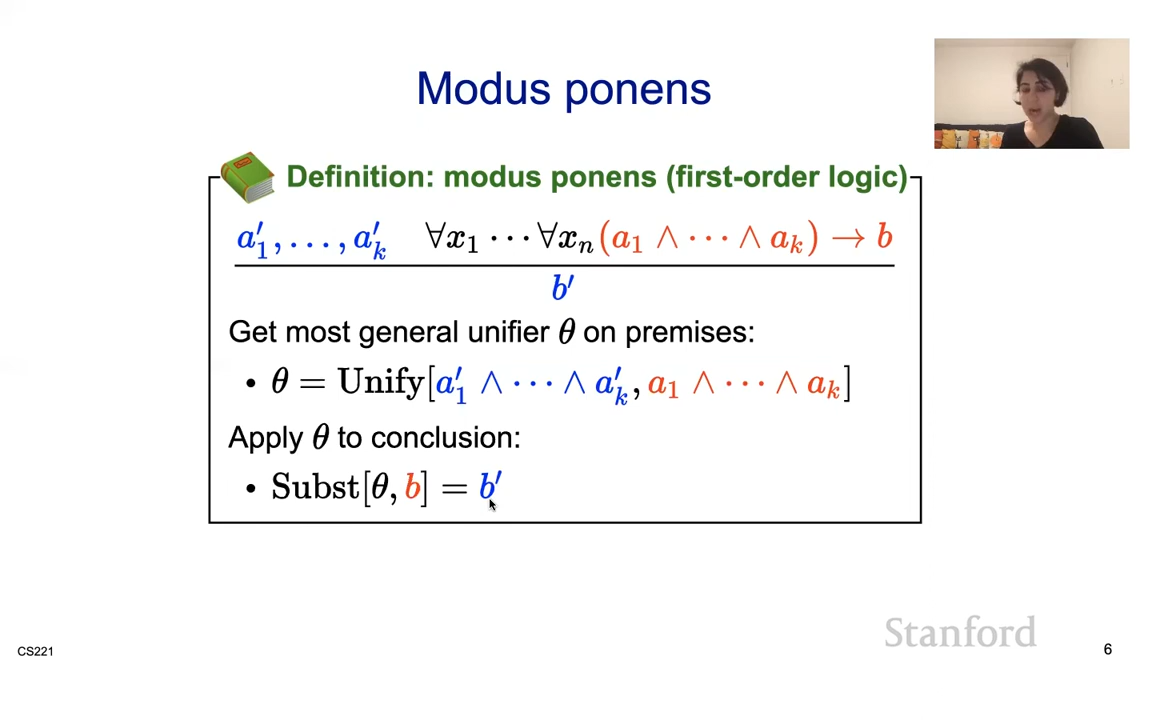 Modus ponens
Definition: modus ponens (first-order logic)
a′₁, . . . , a′ₖ ∀x₁ · · · ∀xₙ(a₁ ∧ · · · ∧ aₖ) → b
b′
Get most general unifier θ on premises:
• θ = Unify[a′₁ ∧ · · · ∧ a′ₖ, a₁ ∧ · · · ∧ aₖ]
Apply θ to conclusion:
• Subst[θ, b] = b′
Stanford
CS221
6